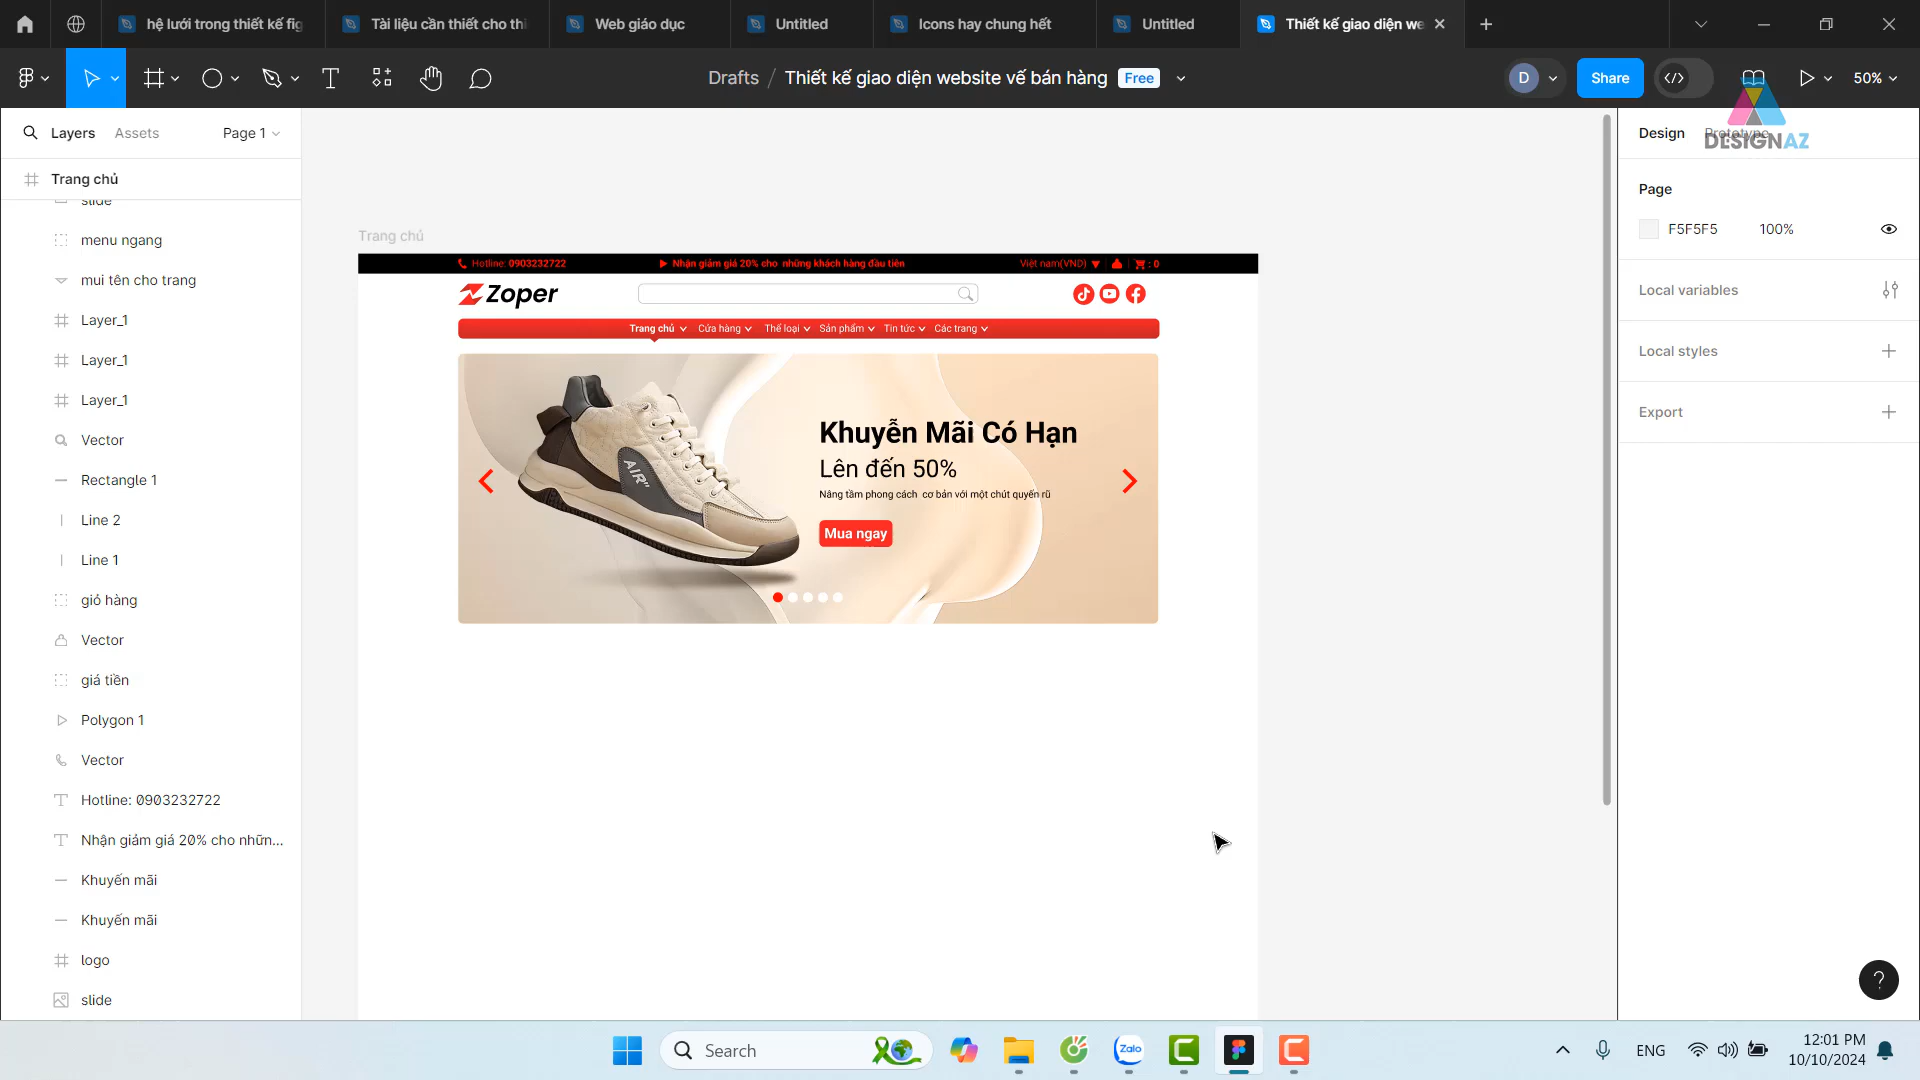 hệ lưới trong thiết kế fig
Tài liệu cần thiết cho thi
Web giáo dục
Untitled
Icons hay chung hết
Untitled
Thiết kế giao diện we
Drafts / Thiết kế giao diện website vế bán hàng Free
D
Share
50%
Layers Assets Page 1
Design Prototype
DESIGNAZ
Trang chủ
slide
menu ngang
mui tên cho trang
Layer_1
Layer_1
Layer_1
Vector
Rectangle 1
Line 2
Line 1
giỏ hàng
Vector
giá tiền
Polygon 1
Vector
Hotline: 0903232722
Nhận giảm giá 20% cho nhữn...
Khuyến mãi
Khuyến mãi
logo
slide
Trang chủ
Hotline: 0903232722 Nhận giảm giá 20% cho những khách hàng đầu tiên Việt nam(VND) : 0
Zoper
Trang chủ Cửa hàng Thể loại Sản phẩm Tin tức Các trang
AIR"
Khuyễn Mãi Có Hạn
Lên đến 50%
Nâng tầm phong cách cơ bản với một chút quyến rũ
Mua ngay
Page
F5F5F5 100%
Local variables
Local styles
Export
?
Search
Zalo
ENG
12:01 PM
10/10/2024